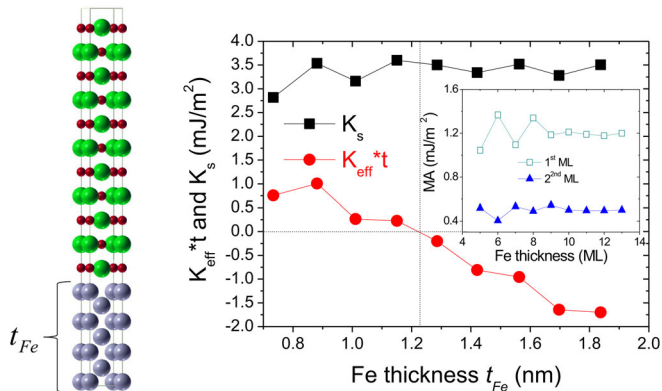 t_Fe
K_eff*t and K_s (mJ/m²)
3.5
3.0
2.5
2.0
1.5
1.0
0.5
0.0
-0.5
-1.0
-1.5
-2.0
4.0
K_s
K_eff*t
MA (mJ/m²)
1.6
1.2
0.8
0.4
1ˢᵗ ML
2²ⁿᵈ ML
4 6 8 10 12 14
Fe thickness (ML)
0.8 1.0 1.2 1.4 1.6 1.8 2.0
Fe thickness t_Fe (nm)